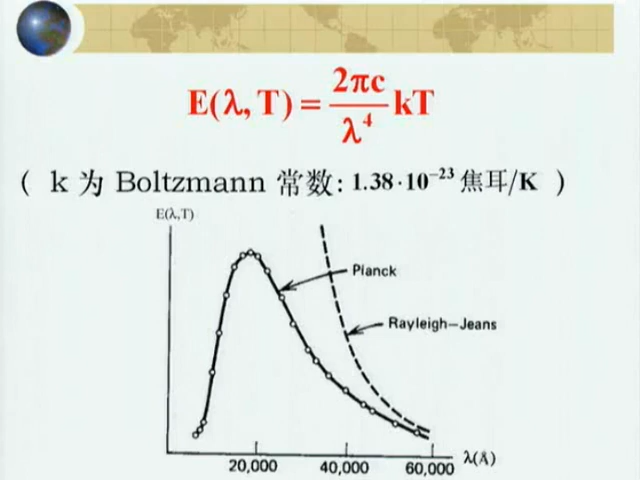 E(λ, T) = 2πc/λ⁴ kT
( k 为 Boltzmann 常数: 1.38·10⁻²³ 焦耳/K )
E(λ,T)
Planck
Rayleigh—Jeans
20,000 40,000 60,000 λ(Å)